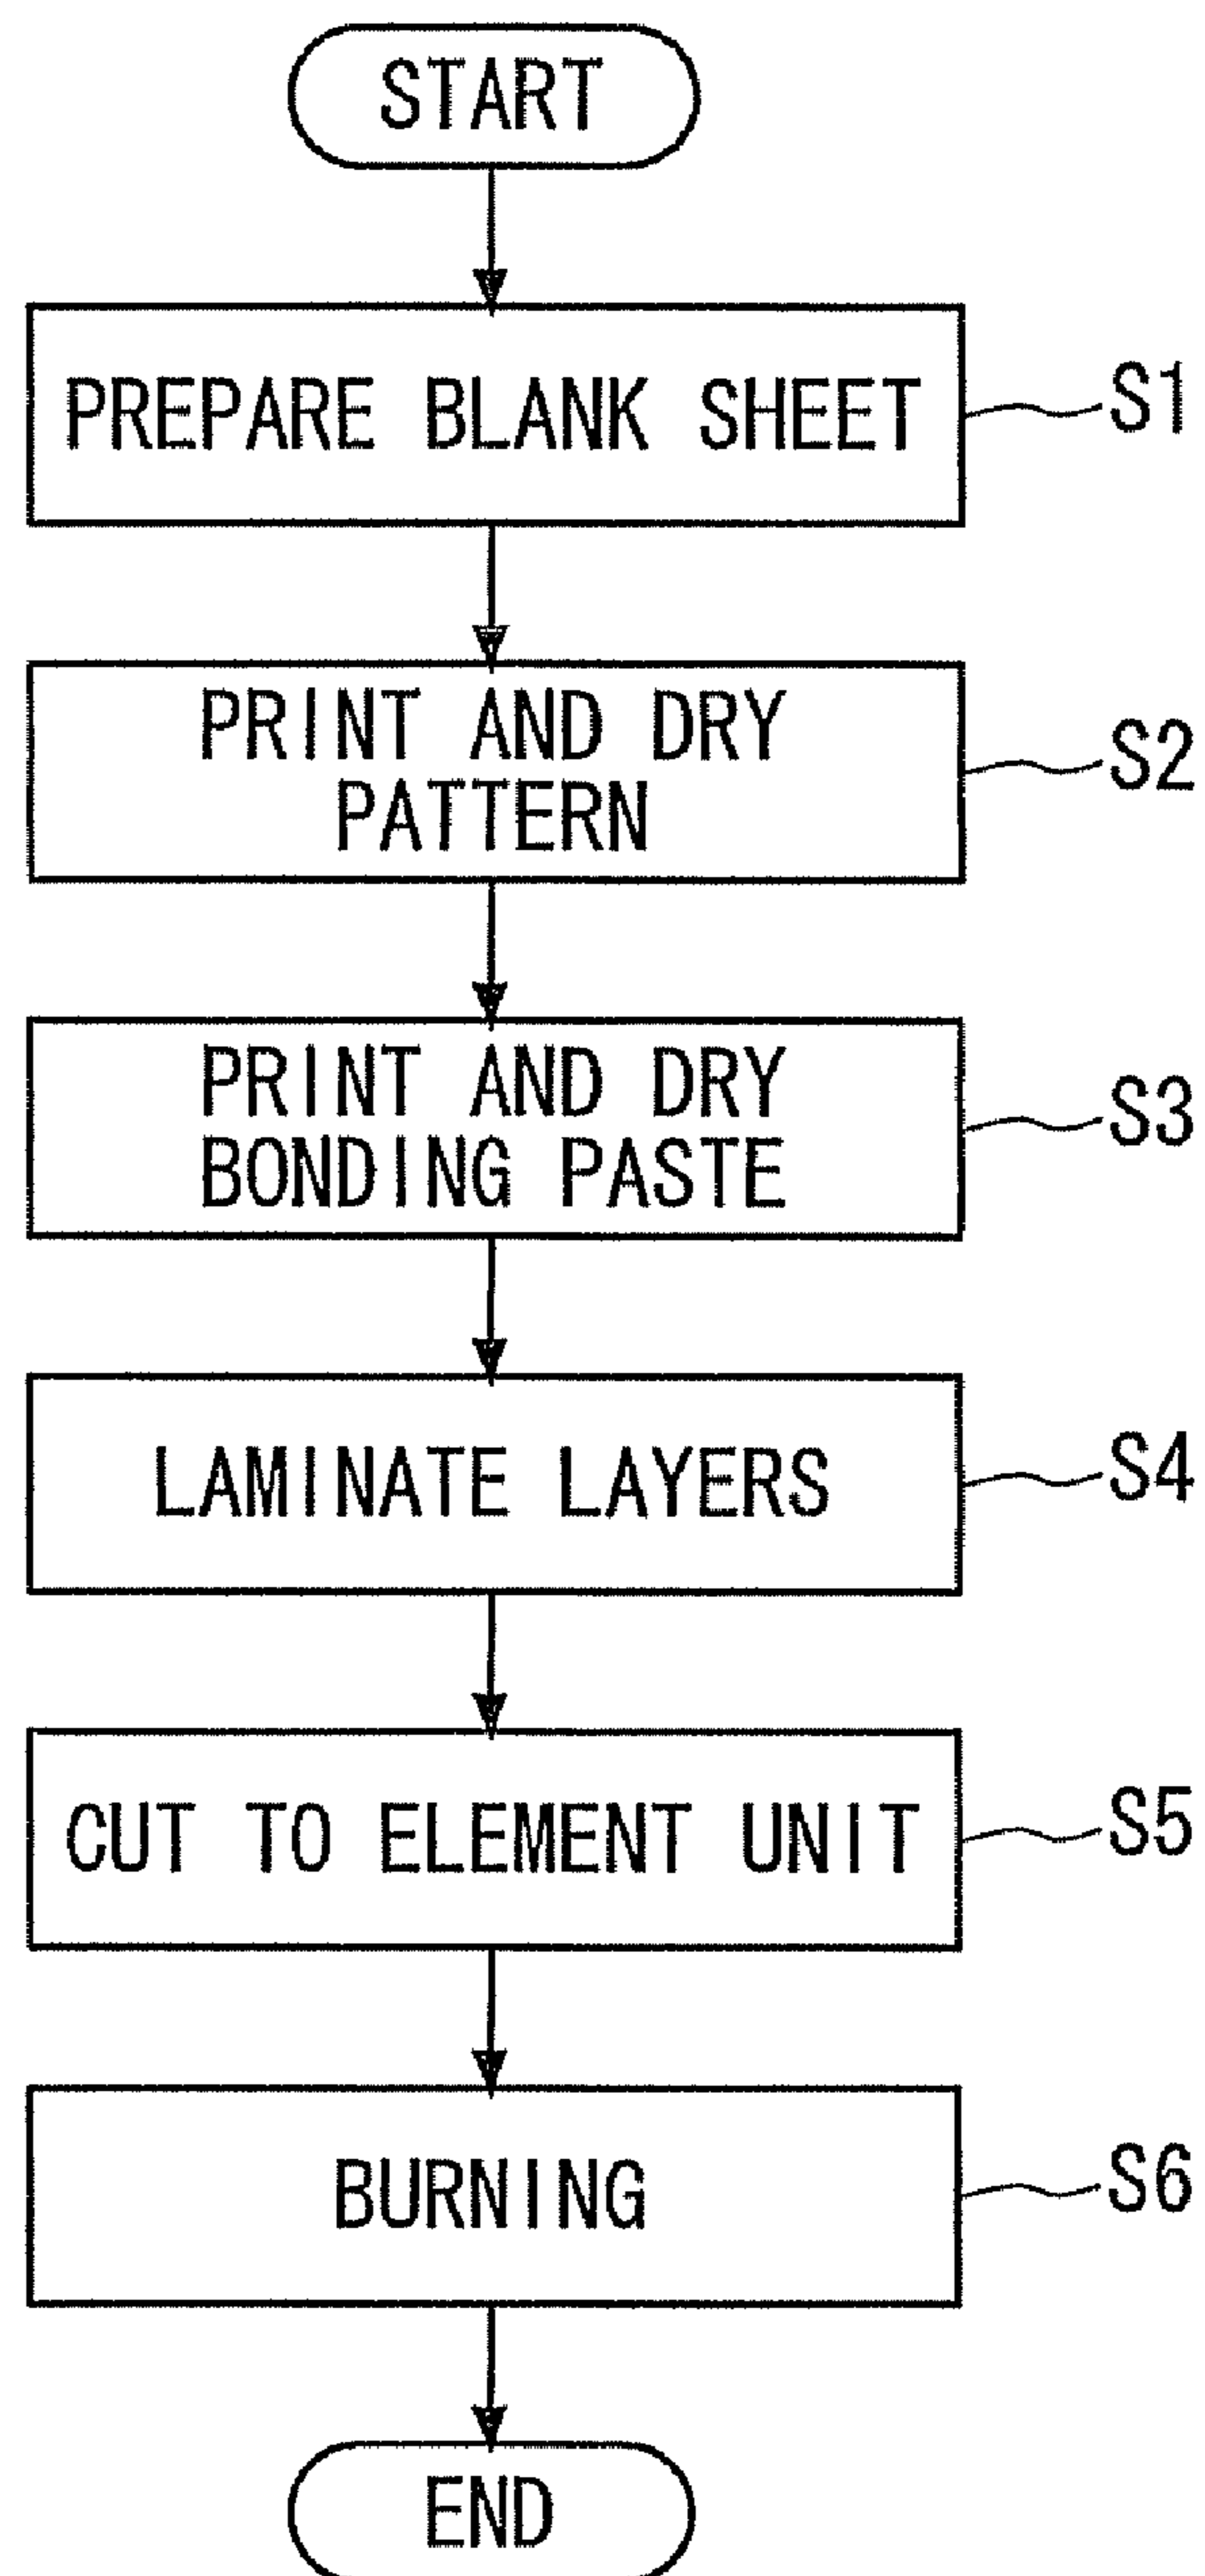 START
PREPARE BLANK SHEET
S1
PRINT AND DRY
PATTERN
S2
PRINT AND DRY
BONDING PASTE
S3
LAMINATE LAYERS
S4
CUT TO ELEMENT UNIT
S5
BURNING
S6
END